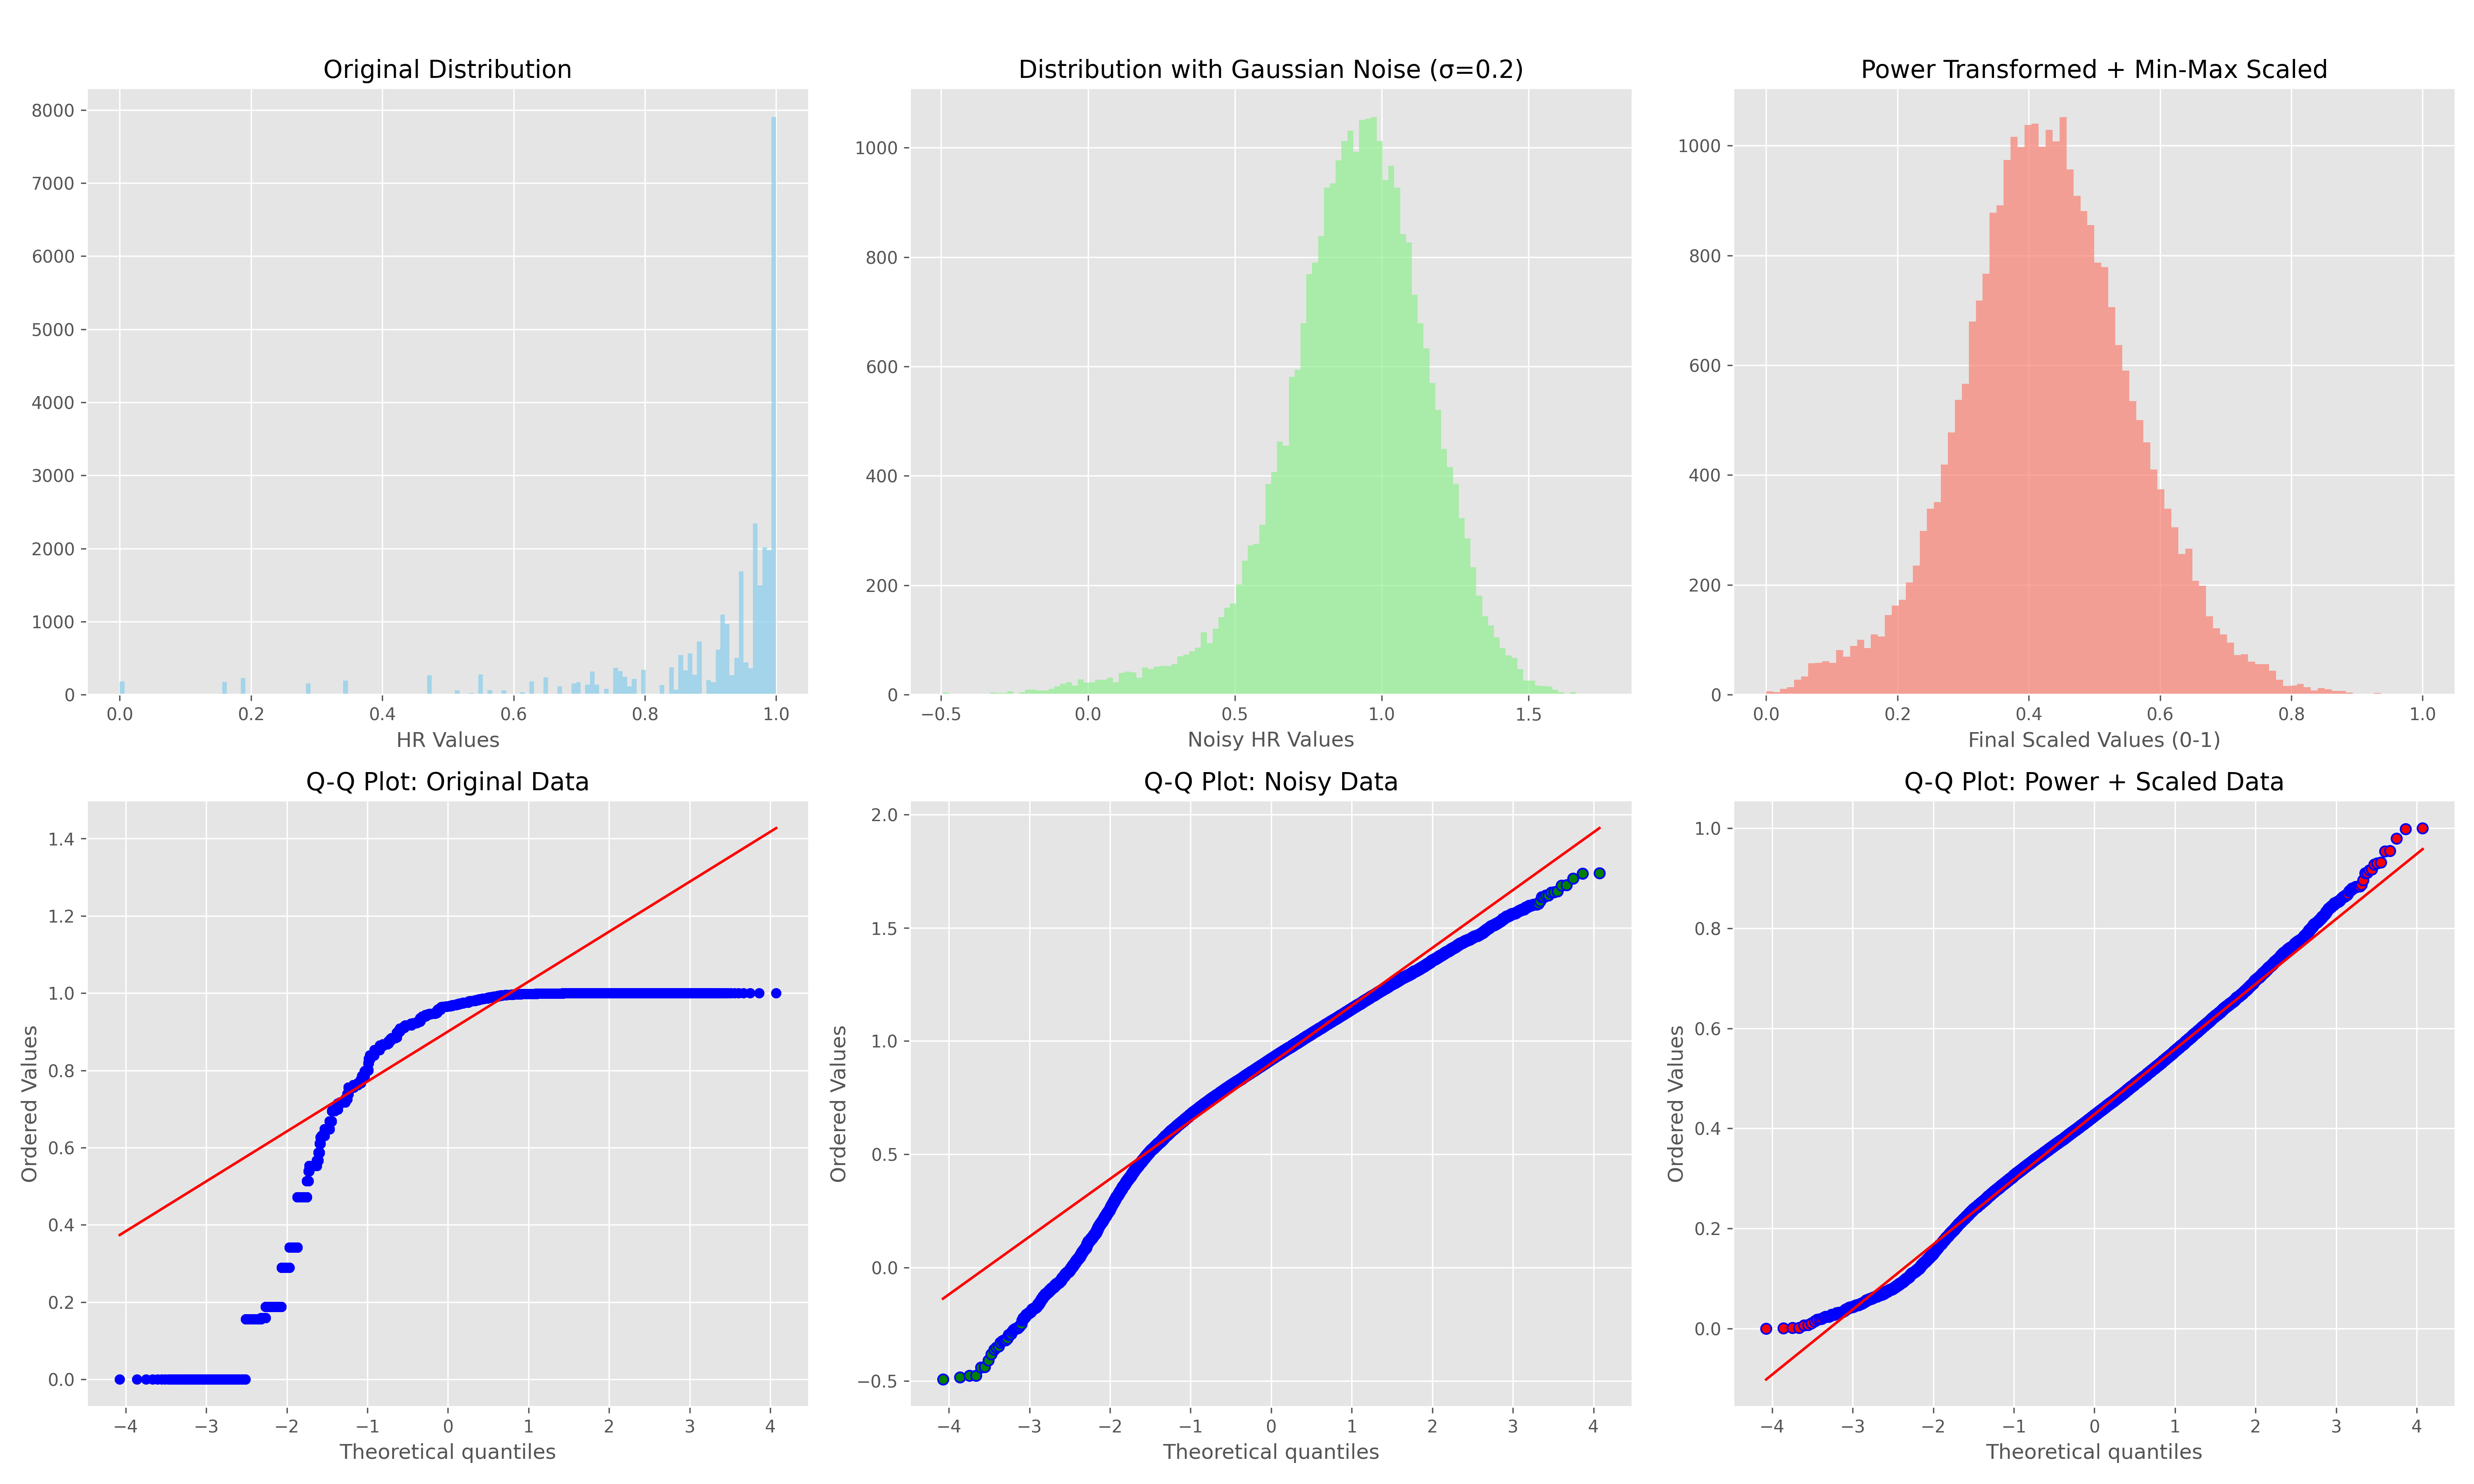 Original Distribution
8000
7000
6000
5000
4000
3000
2000
1000
0
0.0 0.2 0.4 0.6 0.8 1.0
HR Values
Distribution with Gaussian Noise (σ=0.2)
1000
800
600
400
200
0
−0.5 0.0 0.5 1.0 1.5
Noisy HR Values
Power Transformed + Min-Max Scaled
1000
800
600
400
200
0
0.0 0.2 0.4 0.6 0.8 1.0
Final Scaled Values (0-1)
Q-Q Plot: Original Data
Ordered Values
1.4
1.2
1.0
0.8
0.6
0.4
0.2
0.0
−4 −3 −2 −1 0 1 2 3 4
Theoretical quantiles
Q-Q Plot: Noisy Data
Ordered Values
2.0
1.5
1.0
0.5
0.0
−0.5
−4 −3 −2 −1 0 1 2 3 4
Theoretical quantiles
Q-Q Plot: Power + Scaled Data
Ordered Values
1.0
0.8
0.6
0.4
0.2
0.0
−4 −3 −2 −1 0 1 2 3 4
Theoretical quantiles